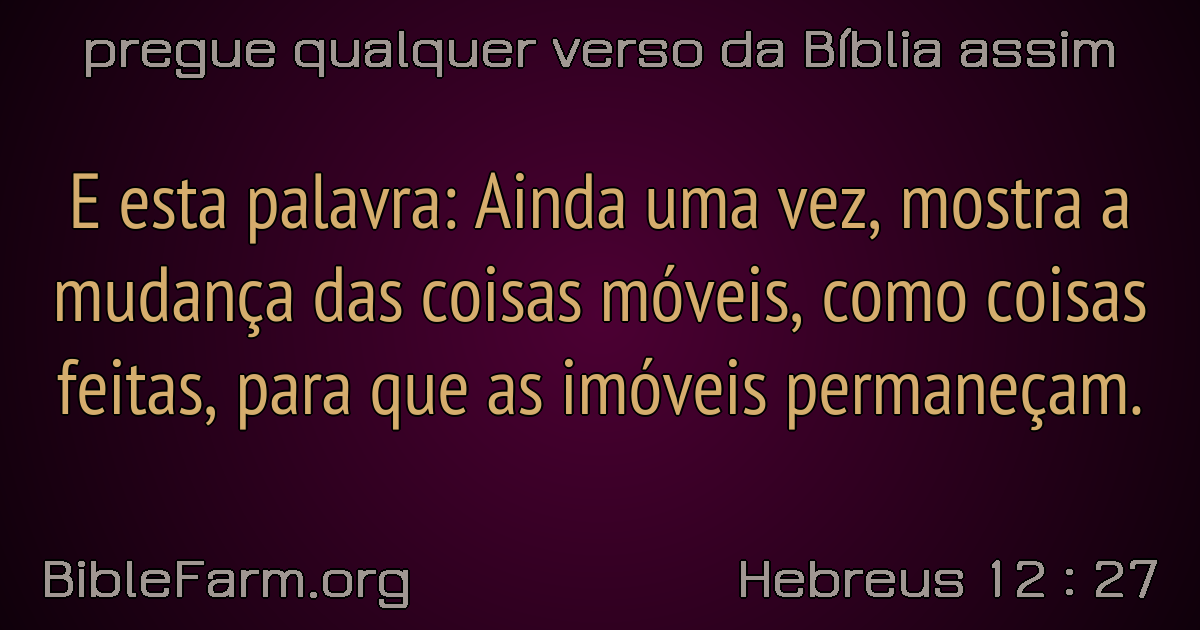 pregue qualquer verso da Bíblia assim
E esta palavra: Ainda uma vez, mostra a
mudança das coisas móveis, como coisas
feitas, para que as imóveis permaneçam.
BibleFarm.org
Hebreus 12 : 27